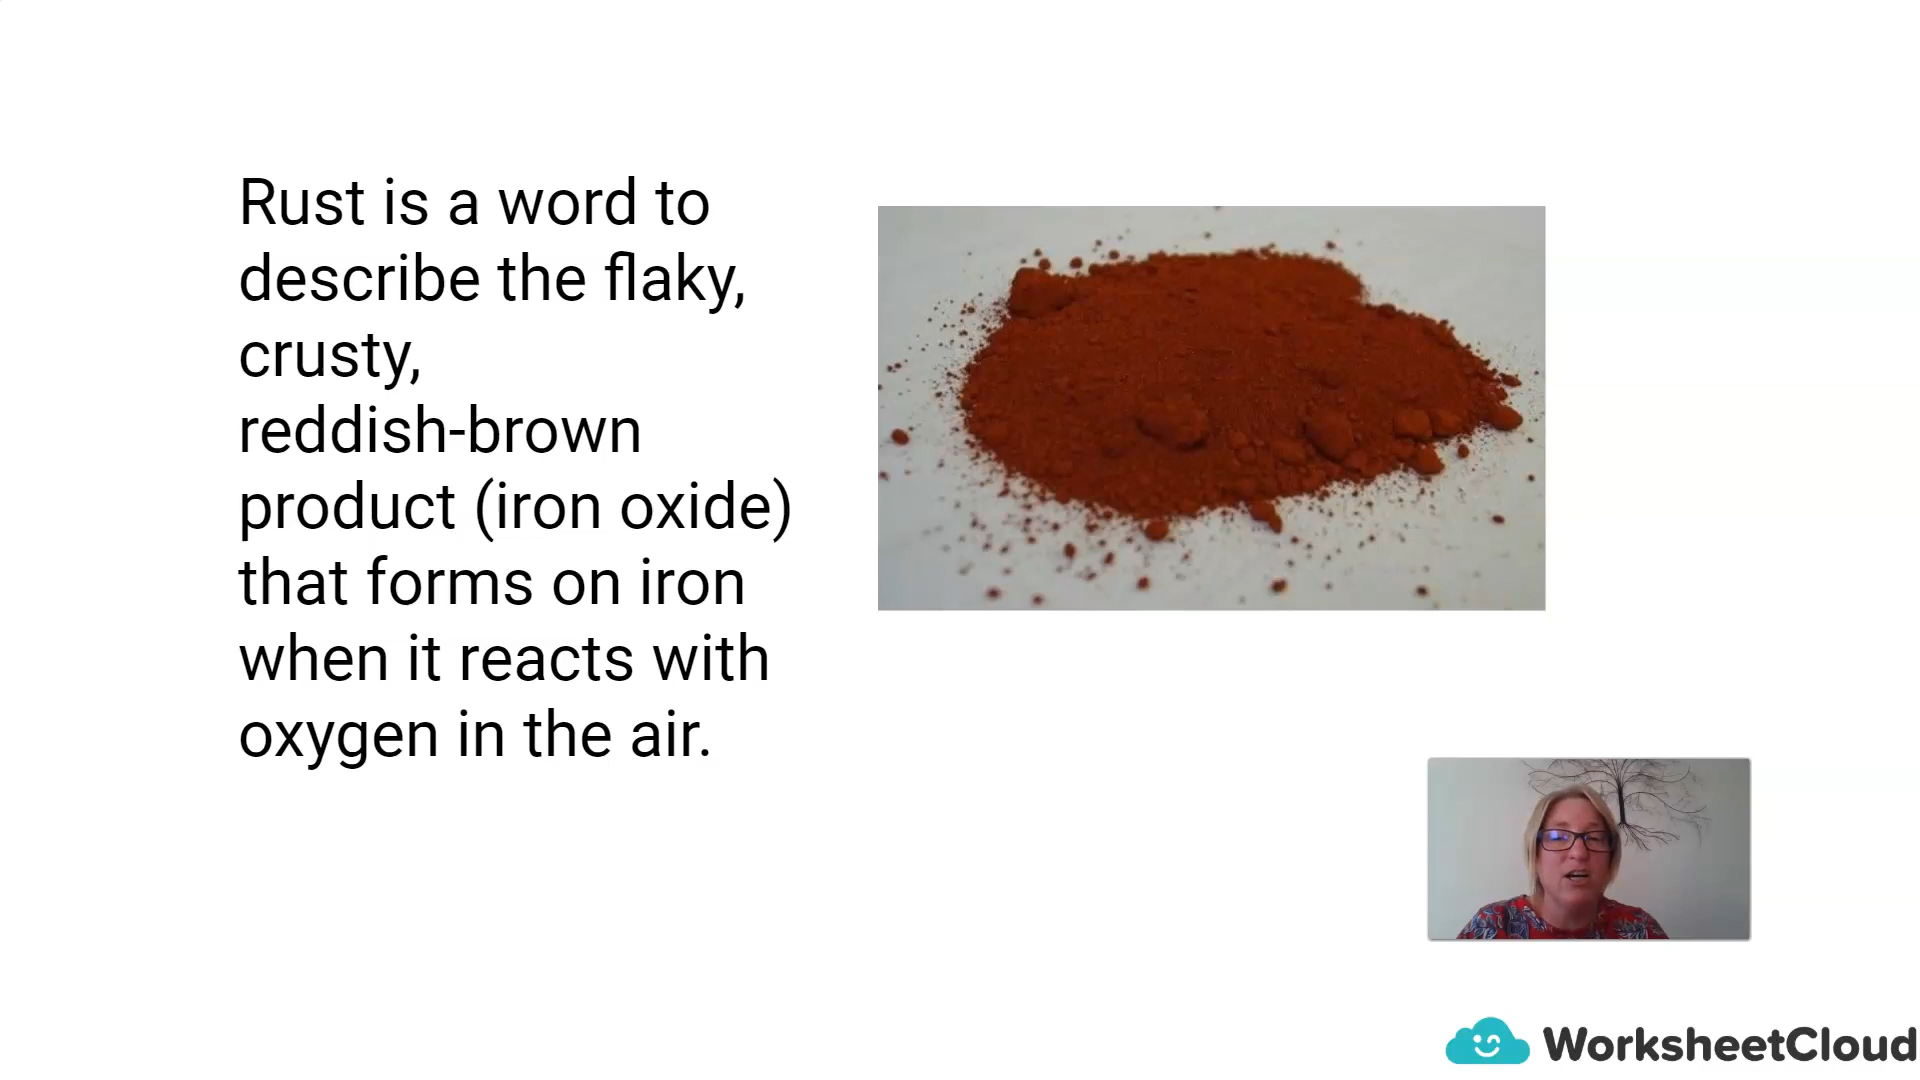 Rust is a word to
describe the flaky,
crusty,
reddish-brown
product (iron oxide)
that forms on iron
when it reacts with
oxygen in the air.
WorksheetCloud